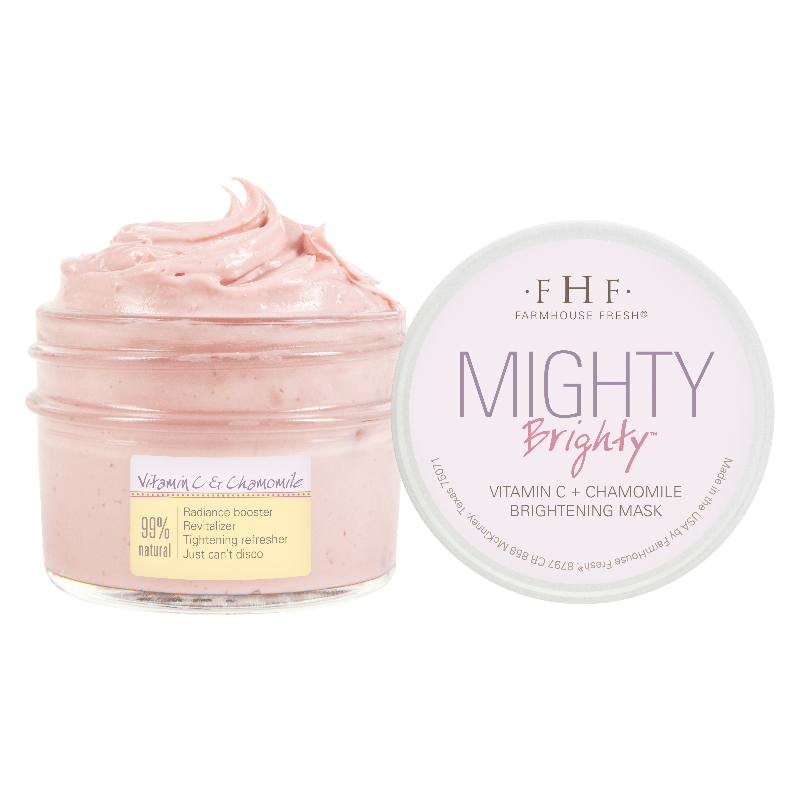 Vitamin C & Chamomile
99%
natural
Radiance booster
Revitalizer
Tightening refresher
Just can't disco
·FHF·
FARMHOUSE FRESH®
MIGHTY
Brighty™
VITAMIN C + CHAMOMILE
BRIGHTENING MASK
Made in the USA by FarmHouse Fresh®, 8797 CR 858 McKinney, Texas 75071